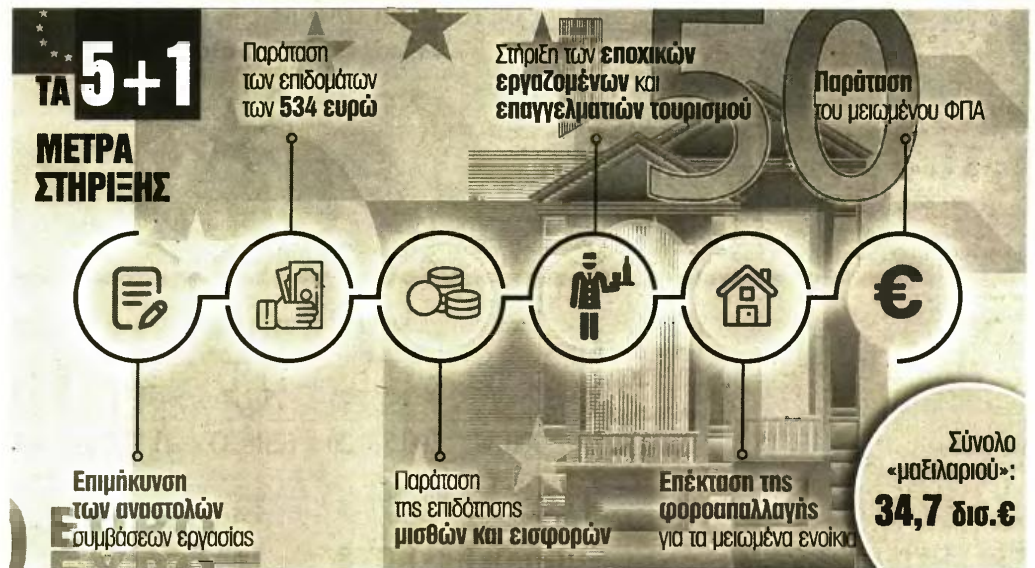 ΤΑ 5+1
ΜΕΤΡΑ
ΣΤΗΡΙΞΗΣ
Παράταση
των επιδομάτων
των 534 ευρώ
Στήριξη των εποχικών
εργαζομένων και
επαγγελματιών τουρισμού
50
Παράταση
του μειωμένου ΦΠΑ
€
Επιμήκυνση
των αναστολών
συμβάσεων εργασίας
Παράταση
της επιδότησης
μισθών και εισφορών
Επέκταση της
φοροαπαλλαγής
για τα μειωμένα ενοίκια
Σύνολο
«μαξιλαριού»:
34,7 δισ.€